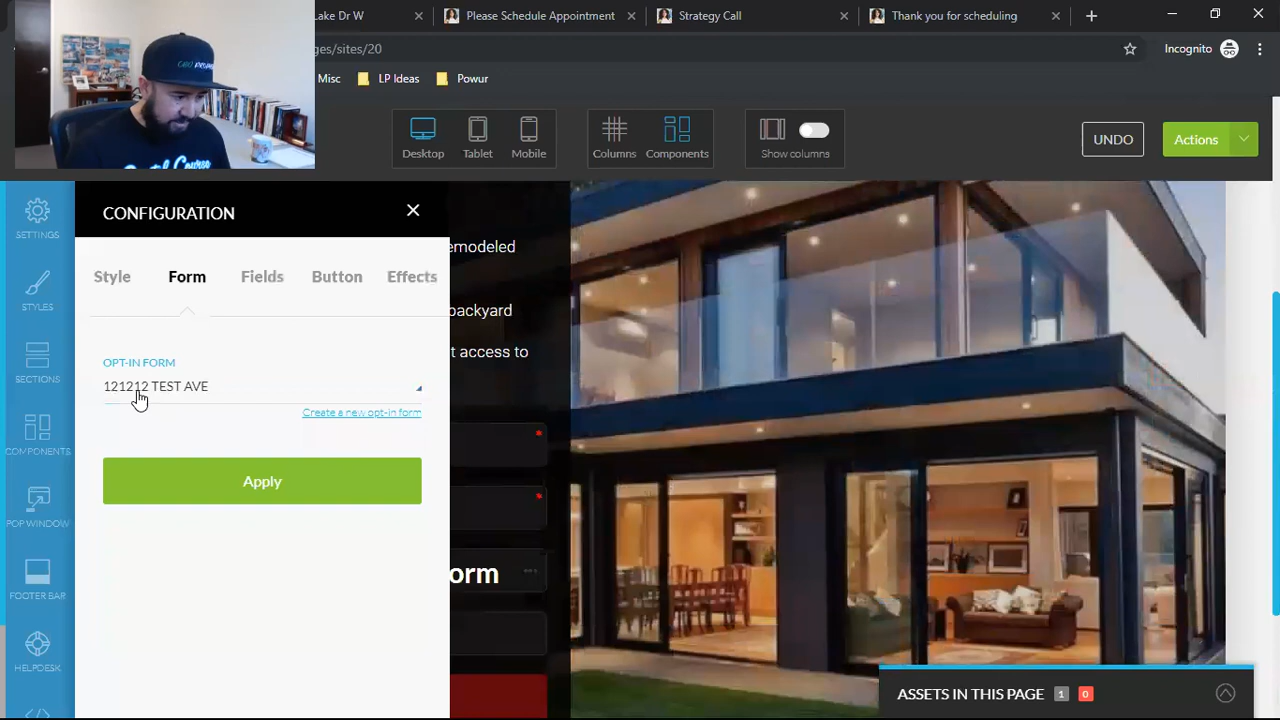 ake Dr W
Please Schedule Appointment
Strategy Call
Thank you for scheduling
ges/sites/20
Incognito
Misc
LP Ideas
Powur
Desktop
Tablet
Mobile
Columns
Components
Show columns
UNDO
Actions
SETTINGS
STYLES
SECTIONS
COMPONENTS
POP WINDOW
FOOTER BAR
HELPDESK
CONFIGURATION
Style
Form
Fields
Button
Effects
OPT-IN FORM
121212 TEST AVE
Create a new opt-in form
Apply
emodeled
backyard
t access to
*
*
orm
ASSETS IN THIS PAGE 1 0